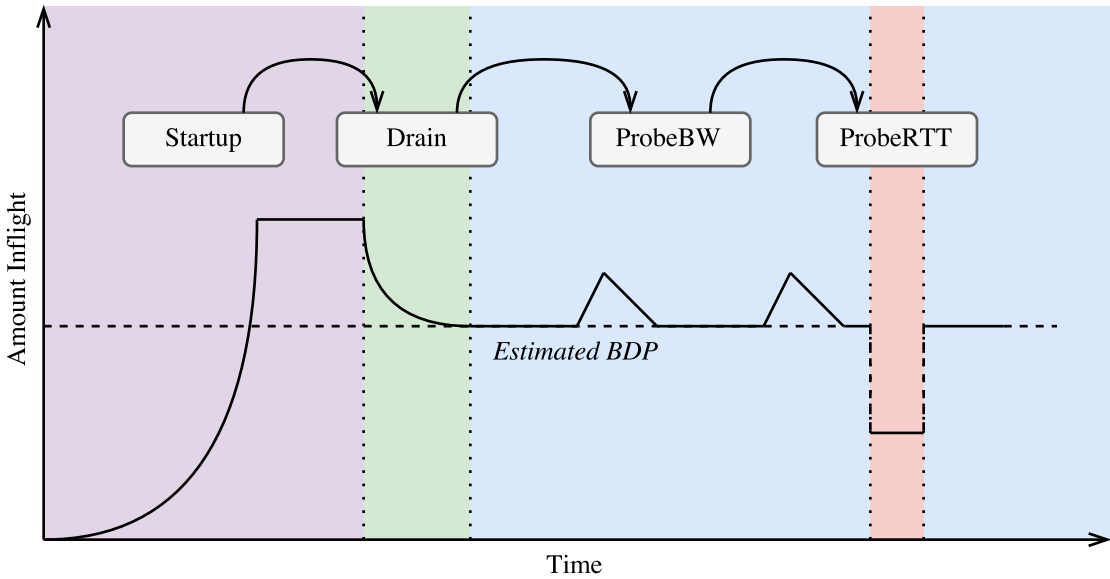 Startup
Drain
ProbeBW
ProbeRTT
Amount Inflight
Estimated BDP
Time